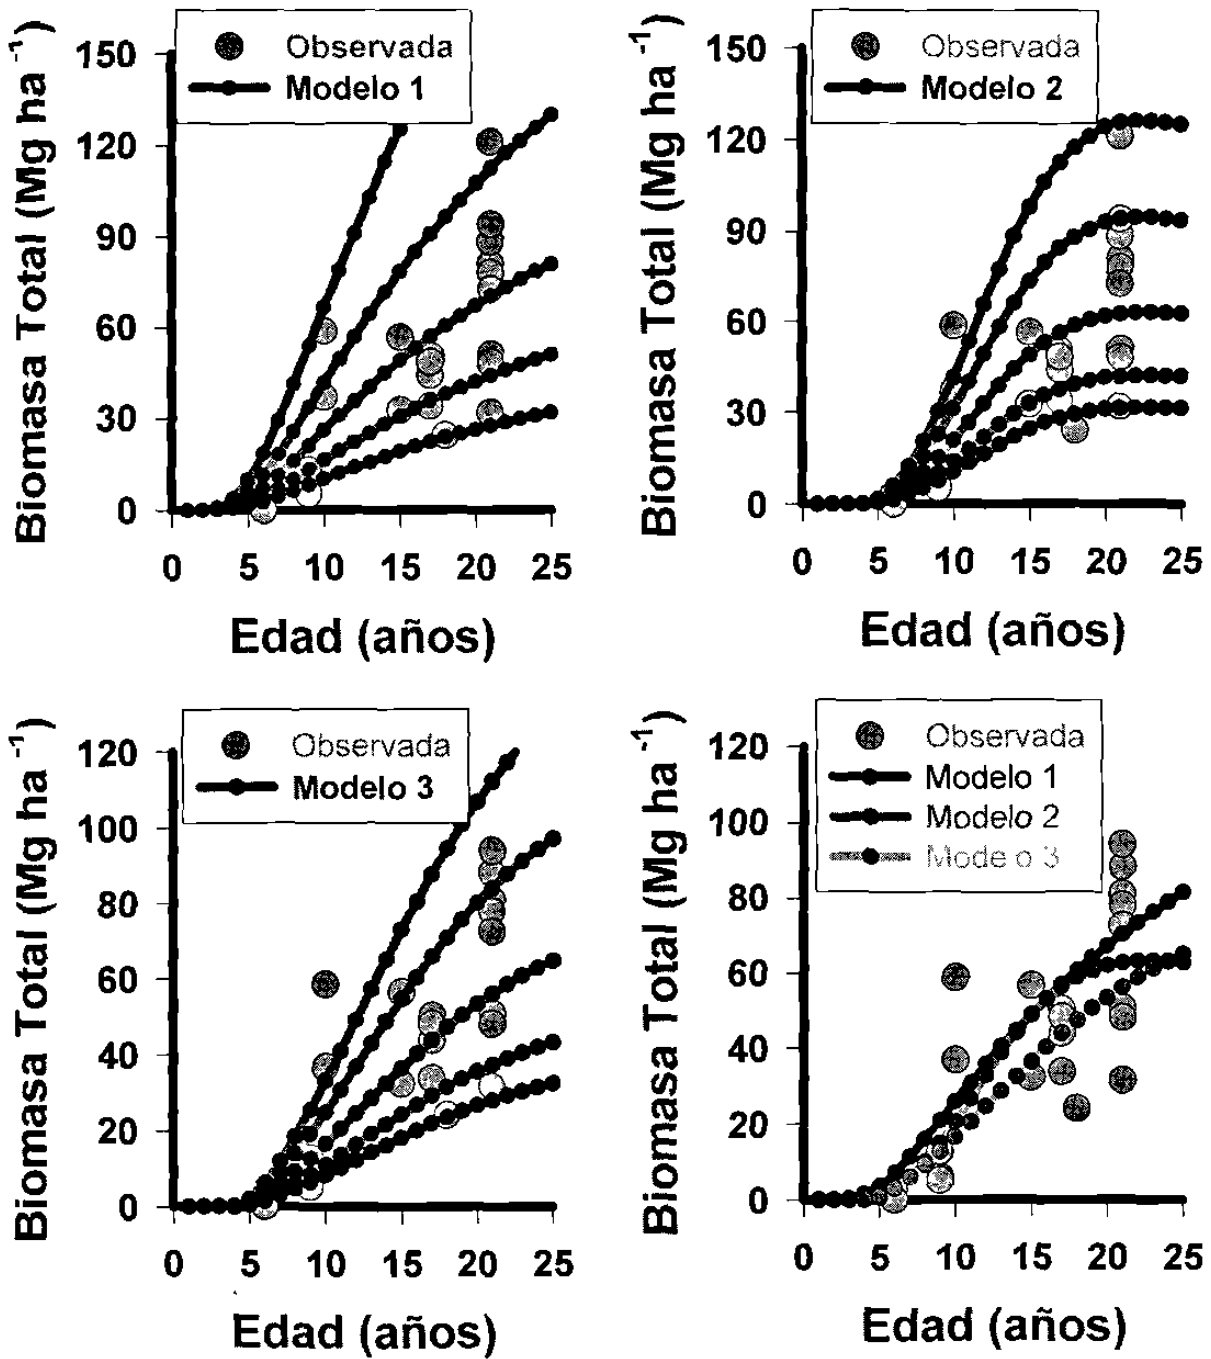 Observada
Modelo 1
Biomasa Total (Mg ha⁻¹)
150
120
90
60
30
0
0 5 10 15 20 25
Edad (años)
Observada
Modelo 2
Biomasa Total (Mg ha⁻¹)
150
120
90
60
30
0
0 5 10 15 20 25
Edad (años)
Observada
Modelo 3
Biomasa Total (Mg ha⁻¹)
120
100
80
60
40
20
0
0 5 10 15 20 25
Edad (años)
Observada
Modelo 1
Modelo 2
Modelo 3
Biomasa Total (Mg ha⁻¹)
120
100
80
60
40
20
0
0 5 10 15 20 25
Edad (años)